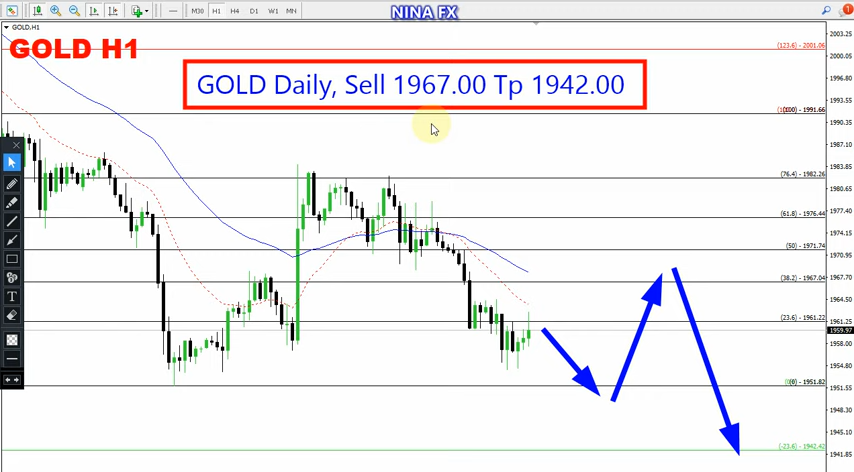 M30 H1 H4 D1 W1 MN
NINA FX
GOLD.H1
GOLD H1
GOLD Daily, Sell 1967.00 Tp 1942.00
(123.6) - 2001.06
(100) - 1991.66
(76.4) - 1982.26
(61.8) - 1976.44
(50) - 1971.74
(38.2) - 1967.04
(23.6) - 1961.22
(0) - 1951.82
(-23.6) - 1942.42
2003.25
2000.05
1996.85
1993.55
1990.35
1987.10
1983.85
1980.65
1977.40
1974.15
1970.95
1967.70
1964.50
1961.25
1959.97
1958.00
1954.80
1951.55
1948.30
1945.10
1941.85
T